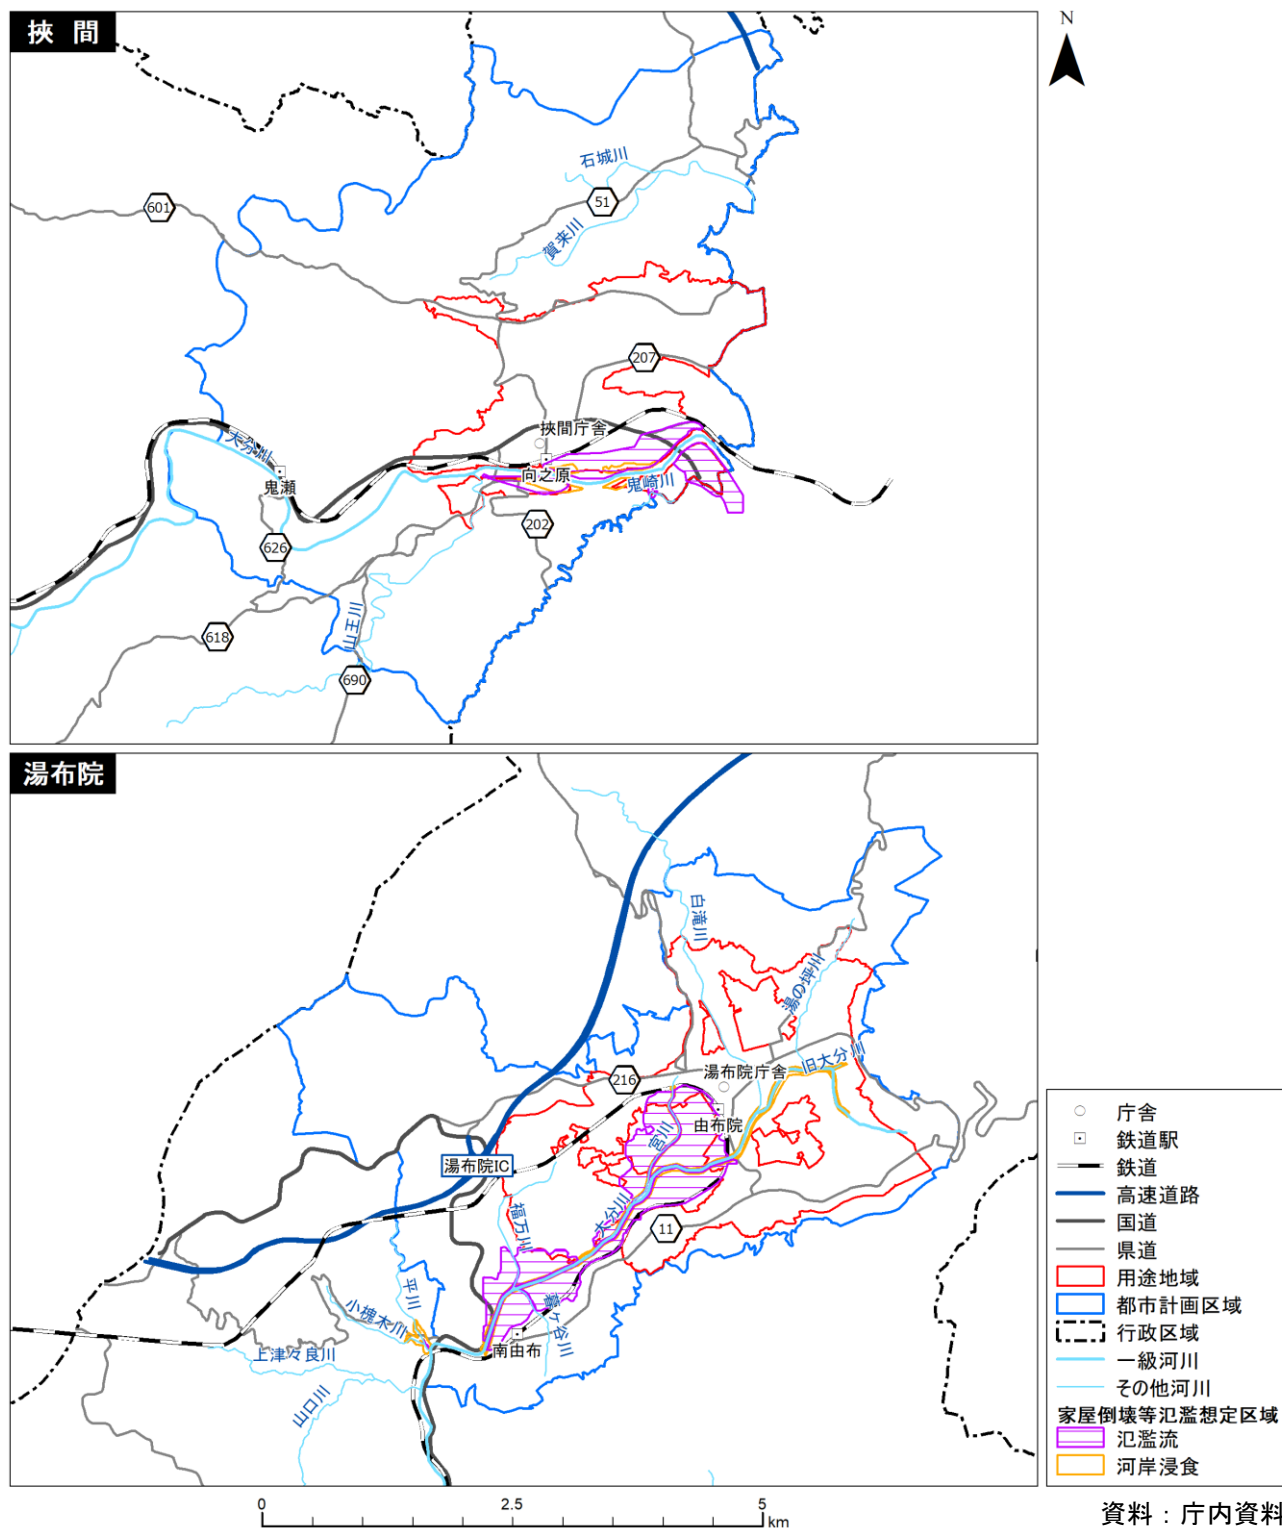 挾間
N
石城川
601
51
賀来川
207
大分川
挾間庁舎
鬼瀬
向之原
鬼崎川
202
626
618
山王川
690
湯布院
白滝川
湯の坪川
旧大分川
216
湯布院庁舎
由布院
宮川
湯布院IC
福万川
大分川
11
平川
小槐木川
蟇ヶ谷川
上津々良川
南由布
山口川
庁舎
鉄道駅
鉄道
高速道路
国道
県道
用途地域
都市計画区域
行政区域
一級河川
その他河川
家屋倒壊等氾濫想定区域
氾濫流
河岸浸食
0 2.5 5
km
資料：庁内資料